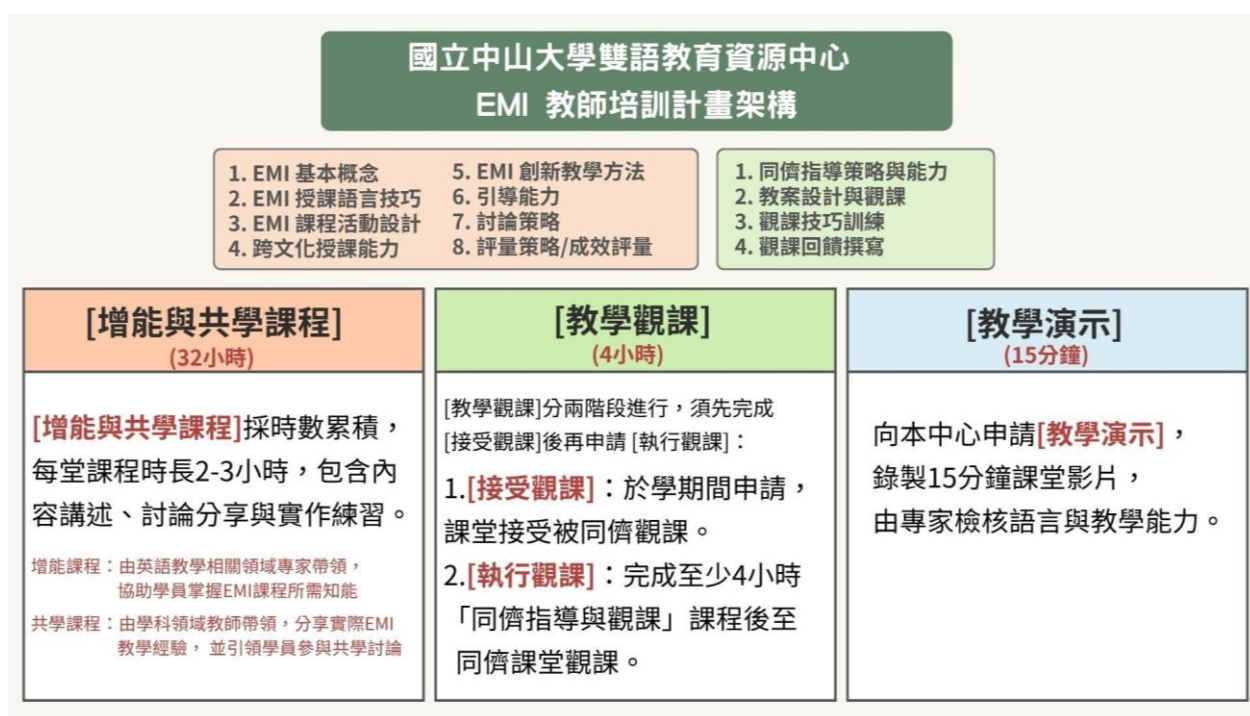 國立中山大學雙語教育資源中心
EMI 教師培訓計畫架構
1. EMI 基本概念
2. EMI 授課語言技巧
3. EMI 課程活動設計
4. 跨文化授課能力
5. EMI 創新教學方法
6. 引導能力
7. 討論策略
8. 評量策略/成效評量
1. 同儕指導策略與能力
2. 教案設計與觀課
3. 觀課技巧訓練
4. 觀課回饋撰寫
[增能與共學課程]
(32小時)
[增能與共學課程]採時數累積，
每堂課程時長2-3小時，包含內
容講述、討論分享與實作練習。
增能課程：由英語教學相關領域專家帶領，
協助學員掌握EMI課程所需知能
共學課程：由學科領域教師帶領，分享實際EMI
教學經驗， 並引領學員參與共學討論
[教學觀課]
(4小時)
[教學觀課]分兩階段進行，須先完成
[接受觀課]後再申請 [執行觀課]：
1.[接受觀課]：於學期間申請，
課堂接受被同儕觀課。
2.[執行觀課]：完成至少4小時
「同儕指導與觀課」課程後至
同儕課堂觀課。
[教學演示]
(15分鐘)
向本中心申請[教學演示]，
錄製15分鐘課堂影片，
由專家檢核語言與教學能力。